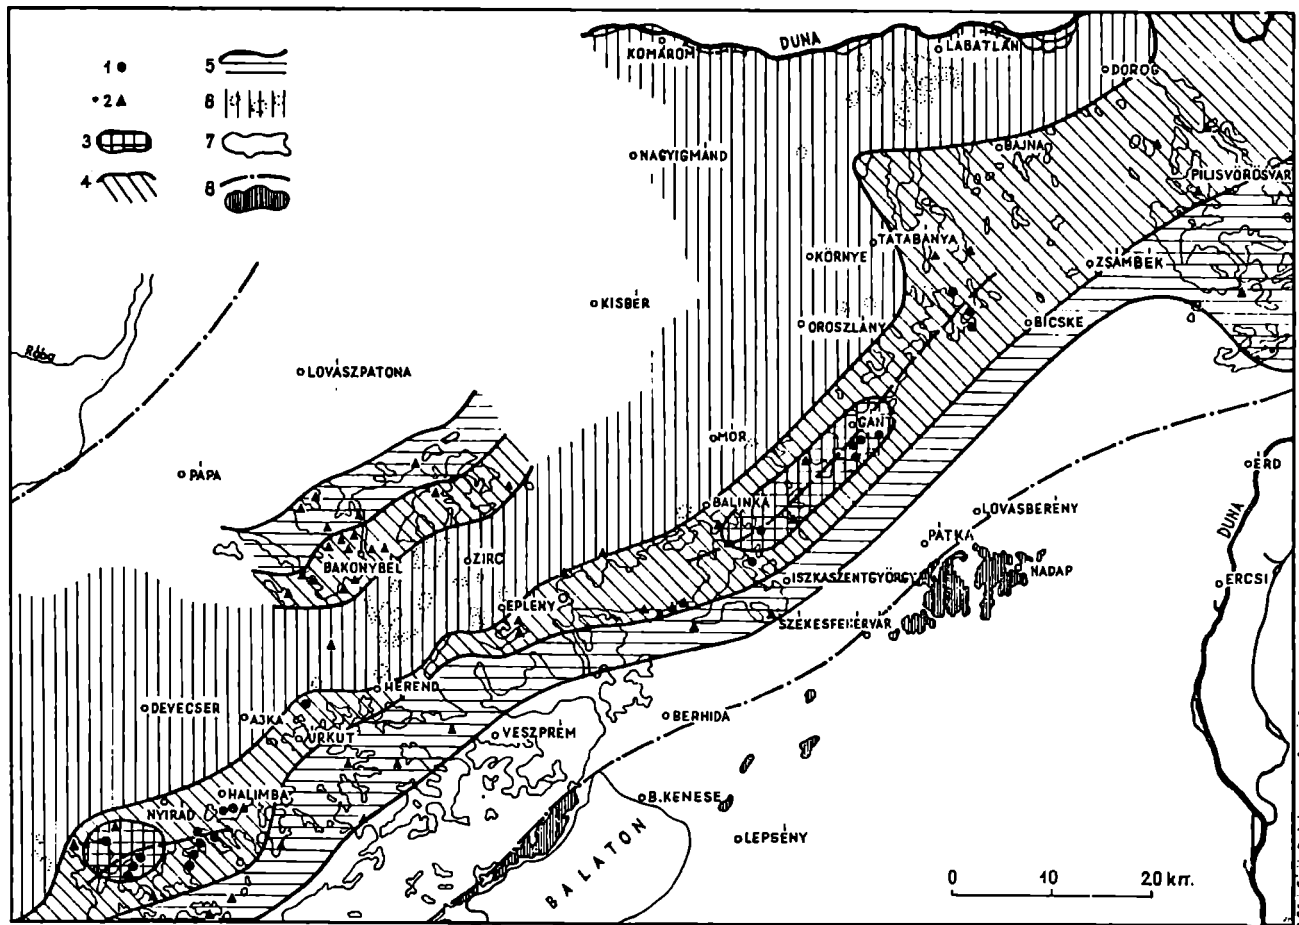 1
2
3
4
5
6
7
8
KOMÁROM
DUNA
LÁBATLAN
DOROG
NAGYIGMÁND
BAJNA
PILISVÖRÖSVÁR
TATABÁNYA
KÖRNYE
ZSÁMBÉK
KISBÉR
OROSZLÁNY
BICSKE
Rába
LOVÁSZPATONA
GÁNT
MÓR
PÁPA
ÉRD
BALINKA
LOVASBERÉNY
DUNA
PÁTKA
ZIRC
BAKONYBÉL
NADAP
ISZKASZENTGYÖRGY
ERCSI
EPLÉNY
SZÉKESFEHÉRVÁR
HEREND
DEVECSER
AJKA
BERHIDA
ÚRKUT
VESZPRÉM
HALIMBA
B.KENESE
NYIRÁD
LEPSÉNY
BALATON
0 10 20 km.